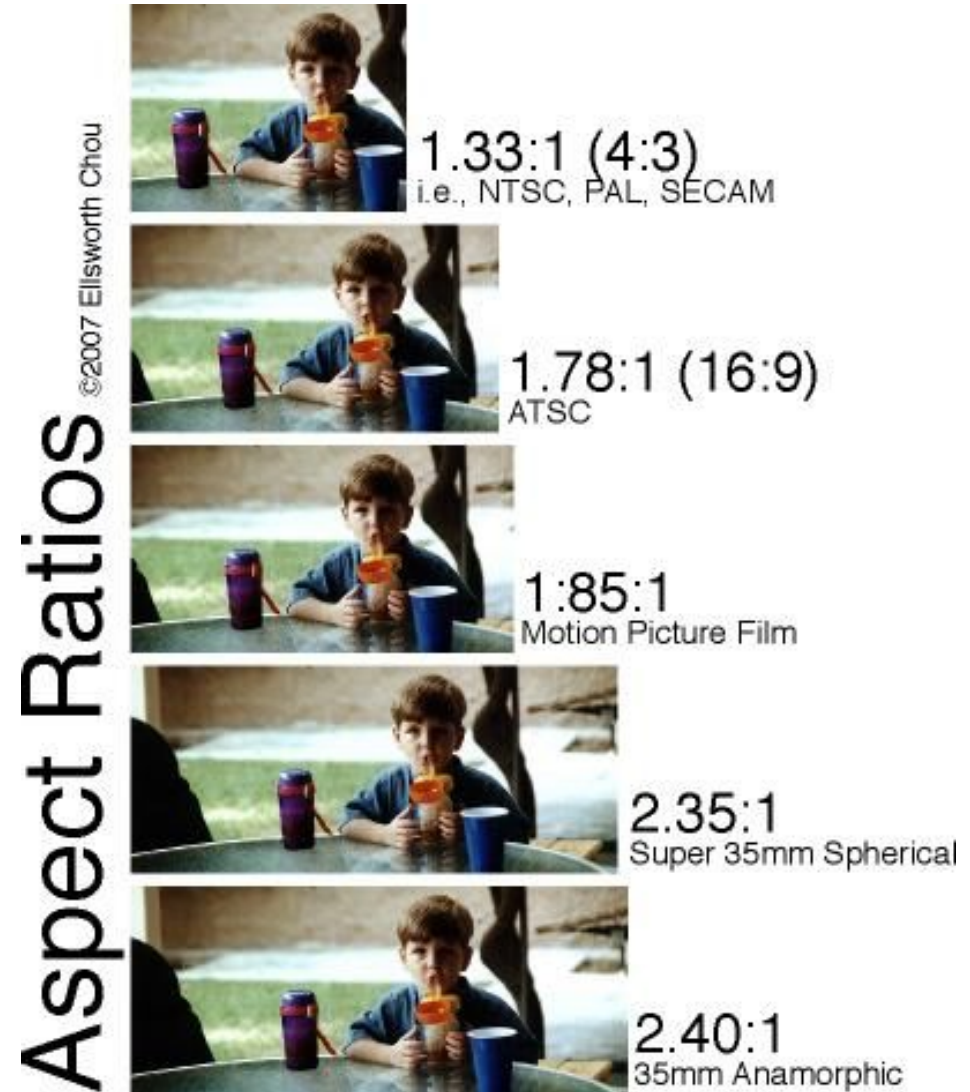 Aspect Ratios ©2007 Ellsworth Chou
1.33:1 (4:3)
i.e., NTSC, PAL, SECAM
1.78:1 (16:9)
ATSC
1:85:1
Motion Picture Film
2.35:1
Super 35mm Spherical
2.40:1
35mm Anamorphic